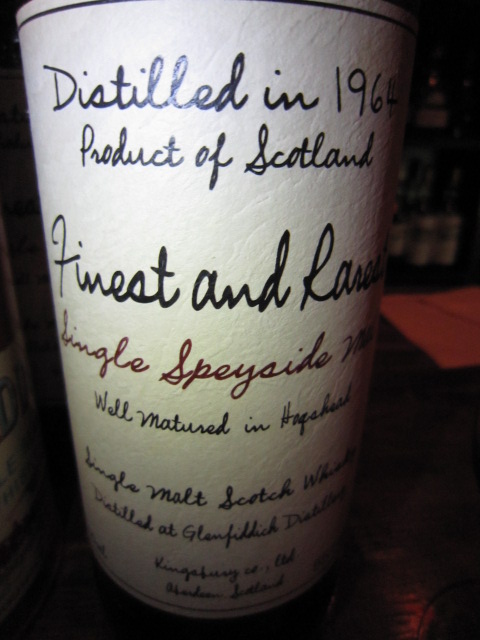 Distilled in 1964
Product of Scotland
Finest and Rarest
Single Speyside Malt
Well Matured in Hogshead
Single Malt Scotch Whisky
Distilled at Glenfiddich Distillery
Kingsbury co., Ltd
Aberdeen Scotland